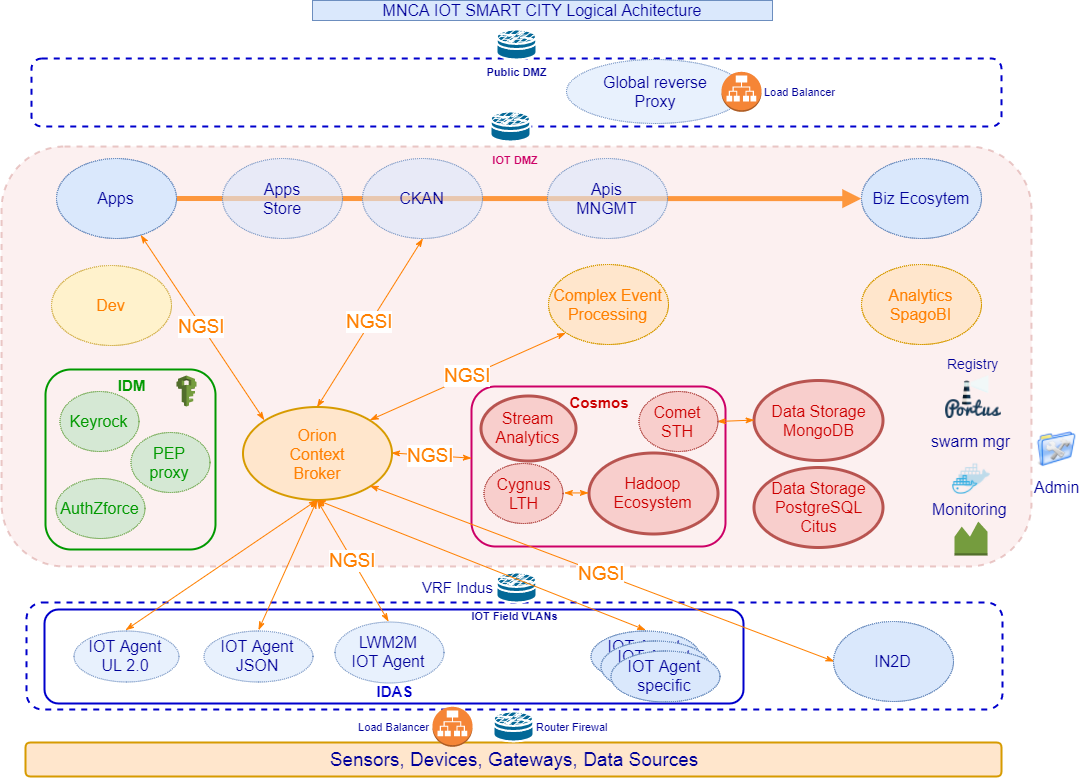 MNCA IOT SMART CITY Logical Achitecture
Public DMZ
Global reverse
Proxy
Load Balancer
IOT DMZ
Apps
Apps
Store
CKAN
Apis
MNGMT
Biz Ecosytem
Dev
NGSI
NGSI
Complex Event
Processing
Analytics
SpagoBI
NGSI
IDM
Keyrock
PEP
proxy
AuthZforce
Orion
Context
Broker
NGSI
Cosmos
Stream
Analytics
Comet
STH
Cygnus
LTH
Hadoop
Ecosystem
Data Storage
MongoDB
Data Storage
PostgreSQL
Citus
Registry
Portus
swarm mgr
Monitoring
Admin
NGSI
NGSI
VRF Indus
IOT Field VLANs
IOT Agent
UL 2.0
IOT Agent
JSON
LWM2M
IOT Agent
IOT Agent
specific
IDAS
IN2D
Load Balancer
Router Firewal
Sensors, Devices, Gateways, Data Sources